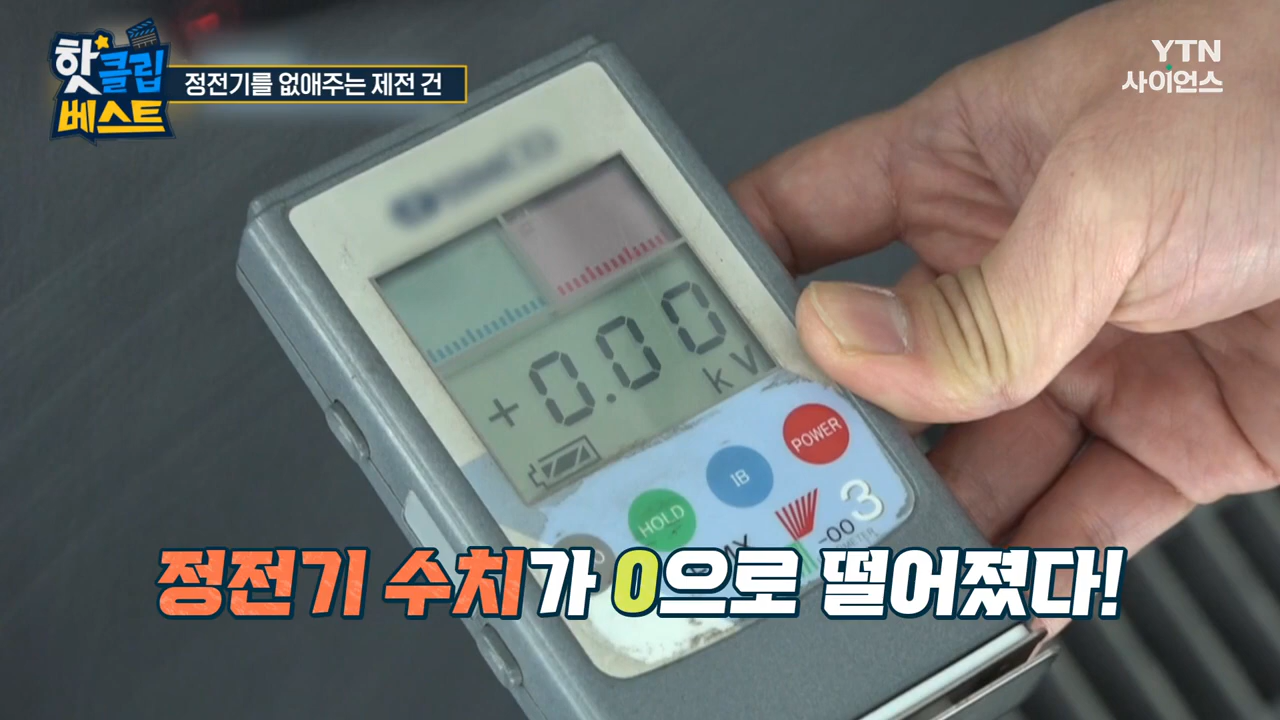 핫클립
베스트
정전기를 없애주는 제전 건
YTN
사이언스
+0.00
kV
POWER
IB
HOLD
3
-00
정전기 수치가 0으로 떨어졌다!